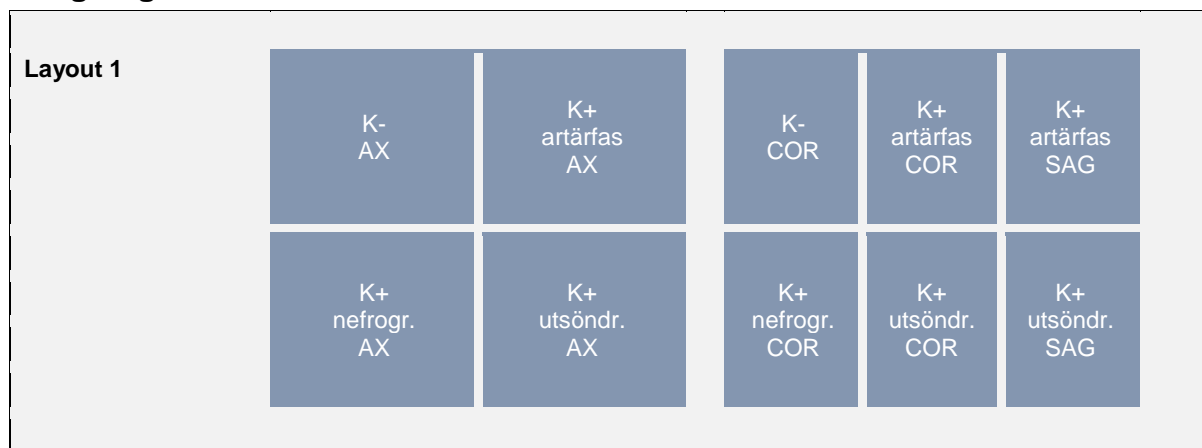 Layout 1
K-
AX
K+
artärfas
AX
K-
COR
K+
artärfas
COR
K+
artärfas
SAG
K+
nefrogr.
AX
K+
utsöndr.
AX
K+
nefrogr.
COR
K+
utsöndr.
COR
K+
utsöndr.
SAG